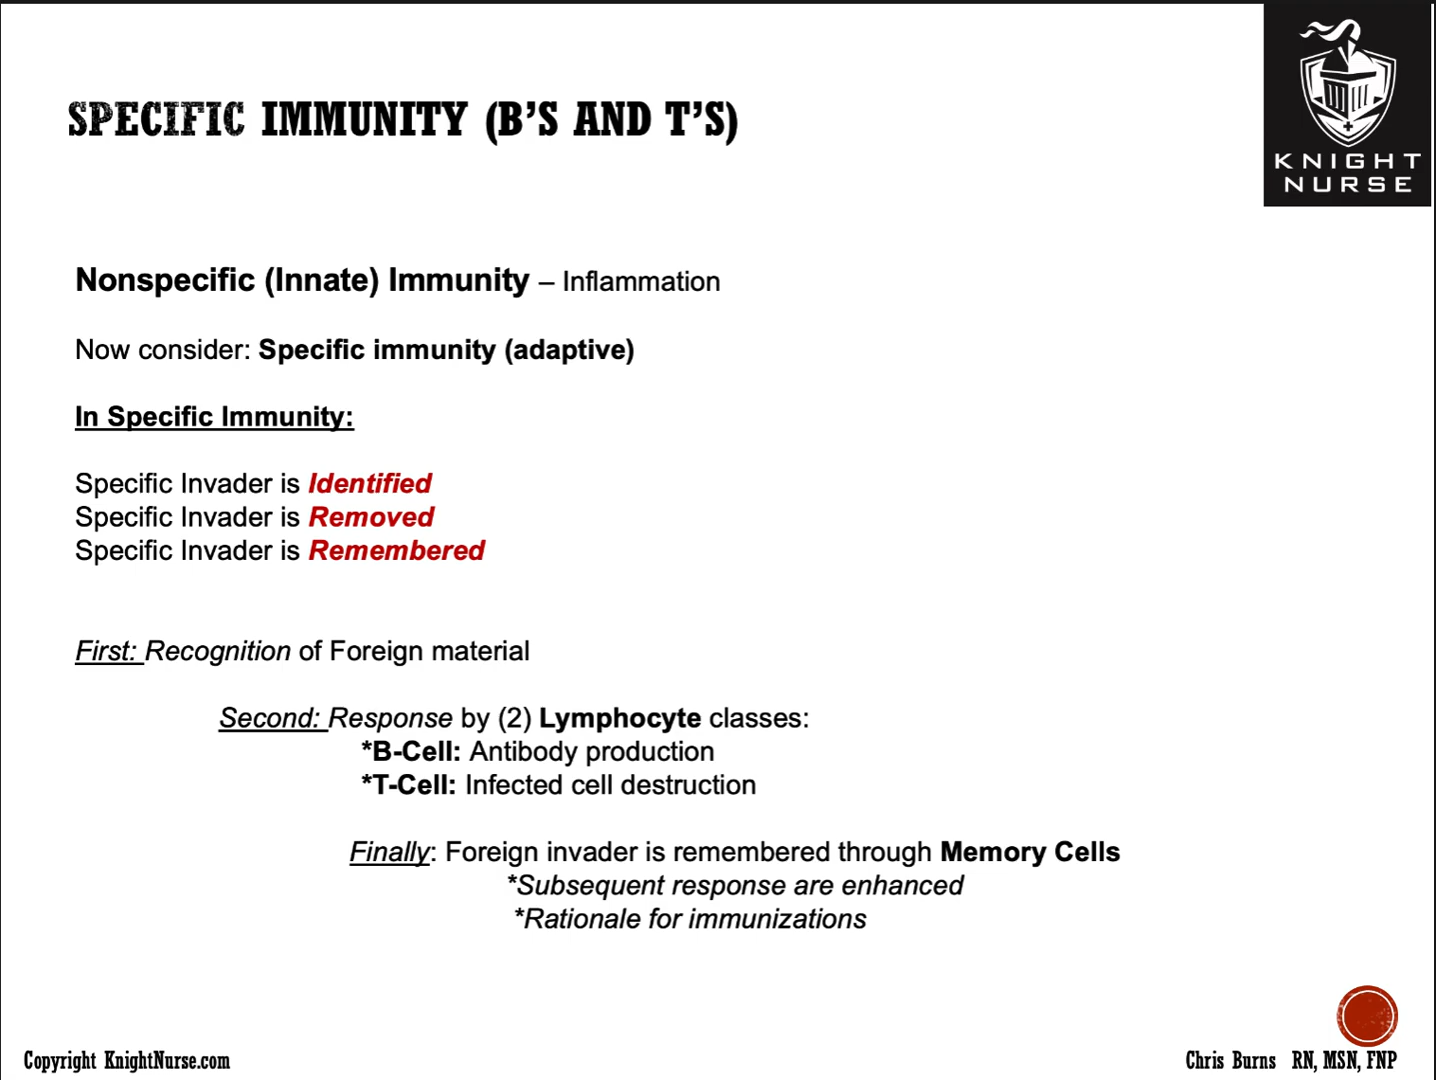 SPECIFIC IMMUNITY (B'S AND T'S)
KNIGHT
NURSE
Nonspecific (Innate) Immunity – Inflammation
Now consider: Specific immunity (adaptive)
In Specific Immunity:
Specific Invader is Identified
Specific Invader is Removed
Specific Invader is Remembered
First: Recognition of Foreign material
Second: Response by (2) Lymphocyte classes:
*B-Cell: Antibody production
*T-Cell: Infected cell destruction
Finally: Foreign invader is remembered through Memory Cells
*Subsequent response are enhanced
*Rationale for immunizations
Copyright KnightNurse.com
Chris Burns RN, MSN, FNP